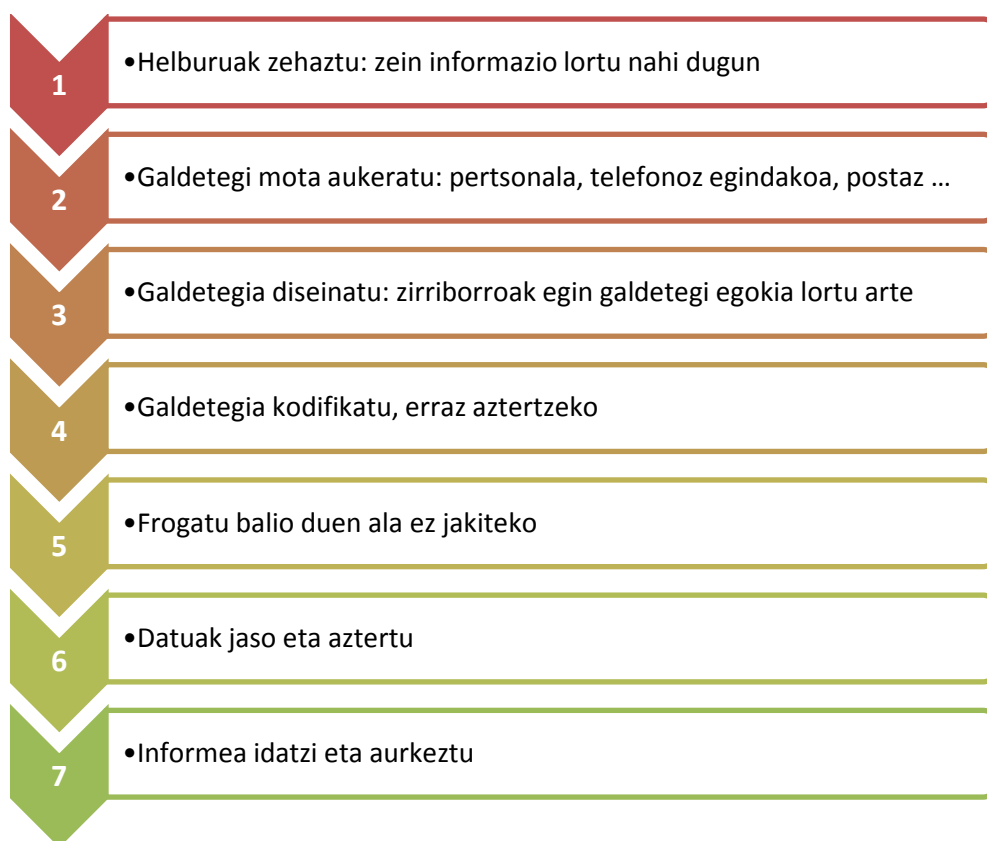 1
•Helburuak zehaztu: zein informazio lortu nahi dugun
2
•Galdetegi mota aukeratu: pertsonala, telefonoz egindakoa, postaz ...
3
•Galdetegia diseinatu: zirriborroak egin galdetegi egokia lortu arte
4
•Galdetegia kodifikatu, erraz aztertzeko
5
•Frogatu balio duen ala ez jakiteko
6
•Datuak jaso eta aztertu
7
•Informea idatzi eta aurkeztu